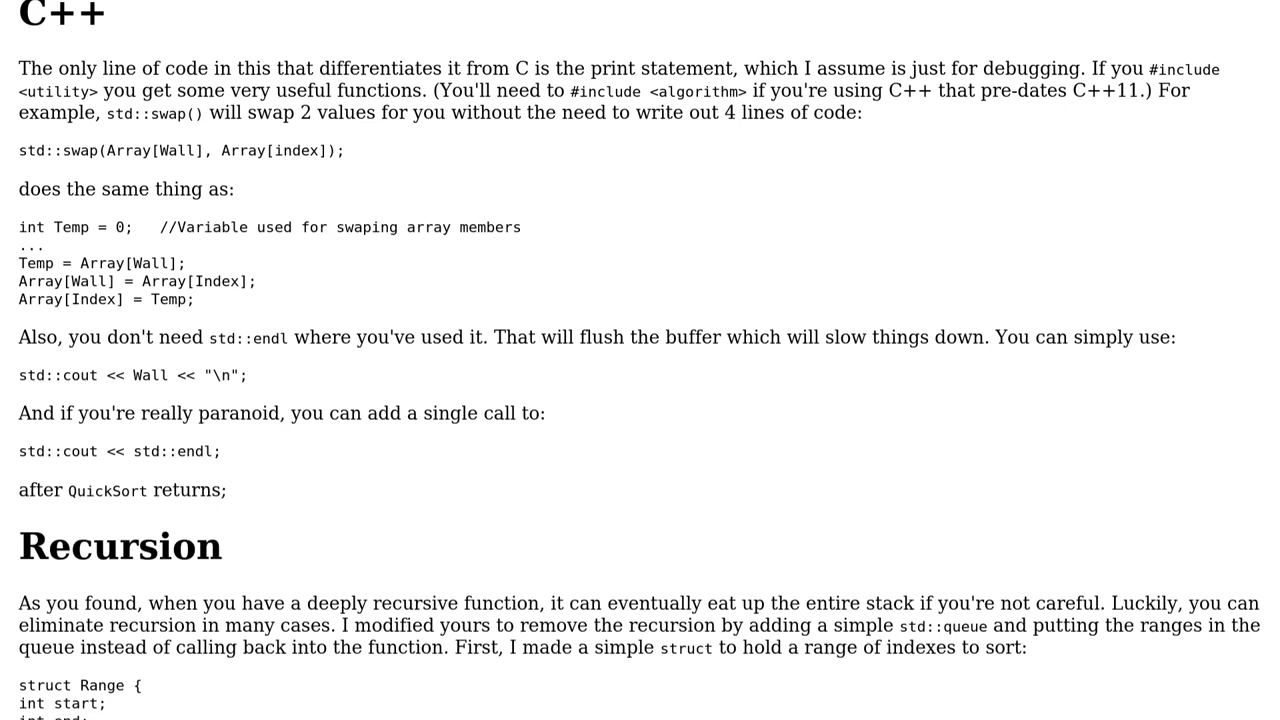 C++
The only line of code in this that differentiates it from C is the print statement, which I assume is just for debugging. If you #include
<utility> you get some very useful functions. (You'll need to #include <algorithm> if you're using C++ that pre-dates C++11.) For
example, std::swap() will swap 2 values for you without the need to write out 4 lines of code:
std::swap(Array[Wall], Array[index]);
does the same thing as:
int Temp = 0;   //Variable used for swaping array members
...
Temp = Array[Wall];
Array[Wall] = Array[Index];
Array[Index] = Temp;
Also, you don't need std::endl where you've used it. That will flush the buffer which will slow things down. You can simply use:
std::cout << Wall << "\n";
And if you're really paranoid, you can add a single call to:
std::cout << std::endl;
after QuickSort returns;
Recursion
As you found, when you have a deeply recursive function, it can eventually eat up the entire stack if you're not careful. Luckily, you can
eliminate recursion in many cases. I modified yours to remove the recursion by adding a simple std::queue and putting the ranges in the
queue instead of calling back into the function. First, I made a simple struct to hold a range of indexes to sort:
struct Range {
int start;
int end;